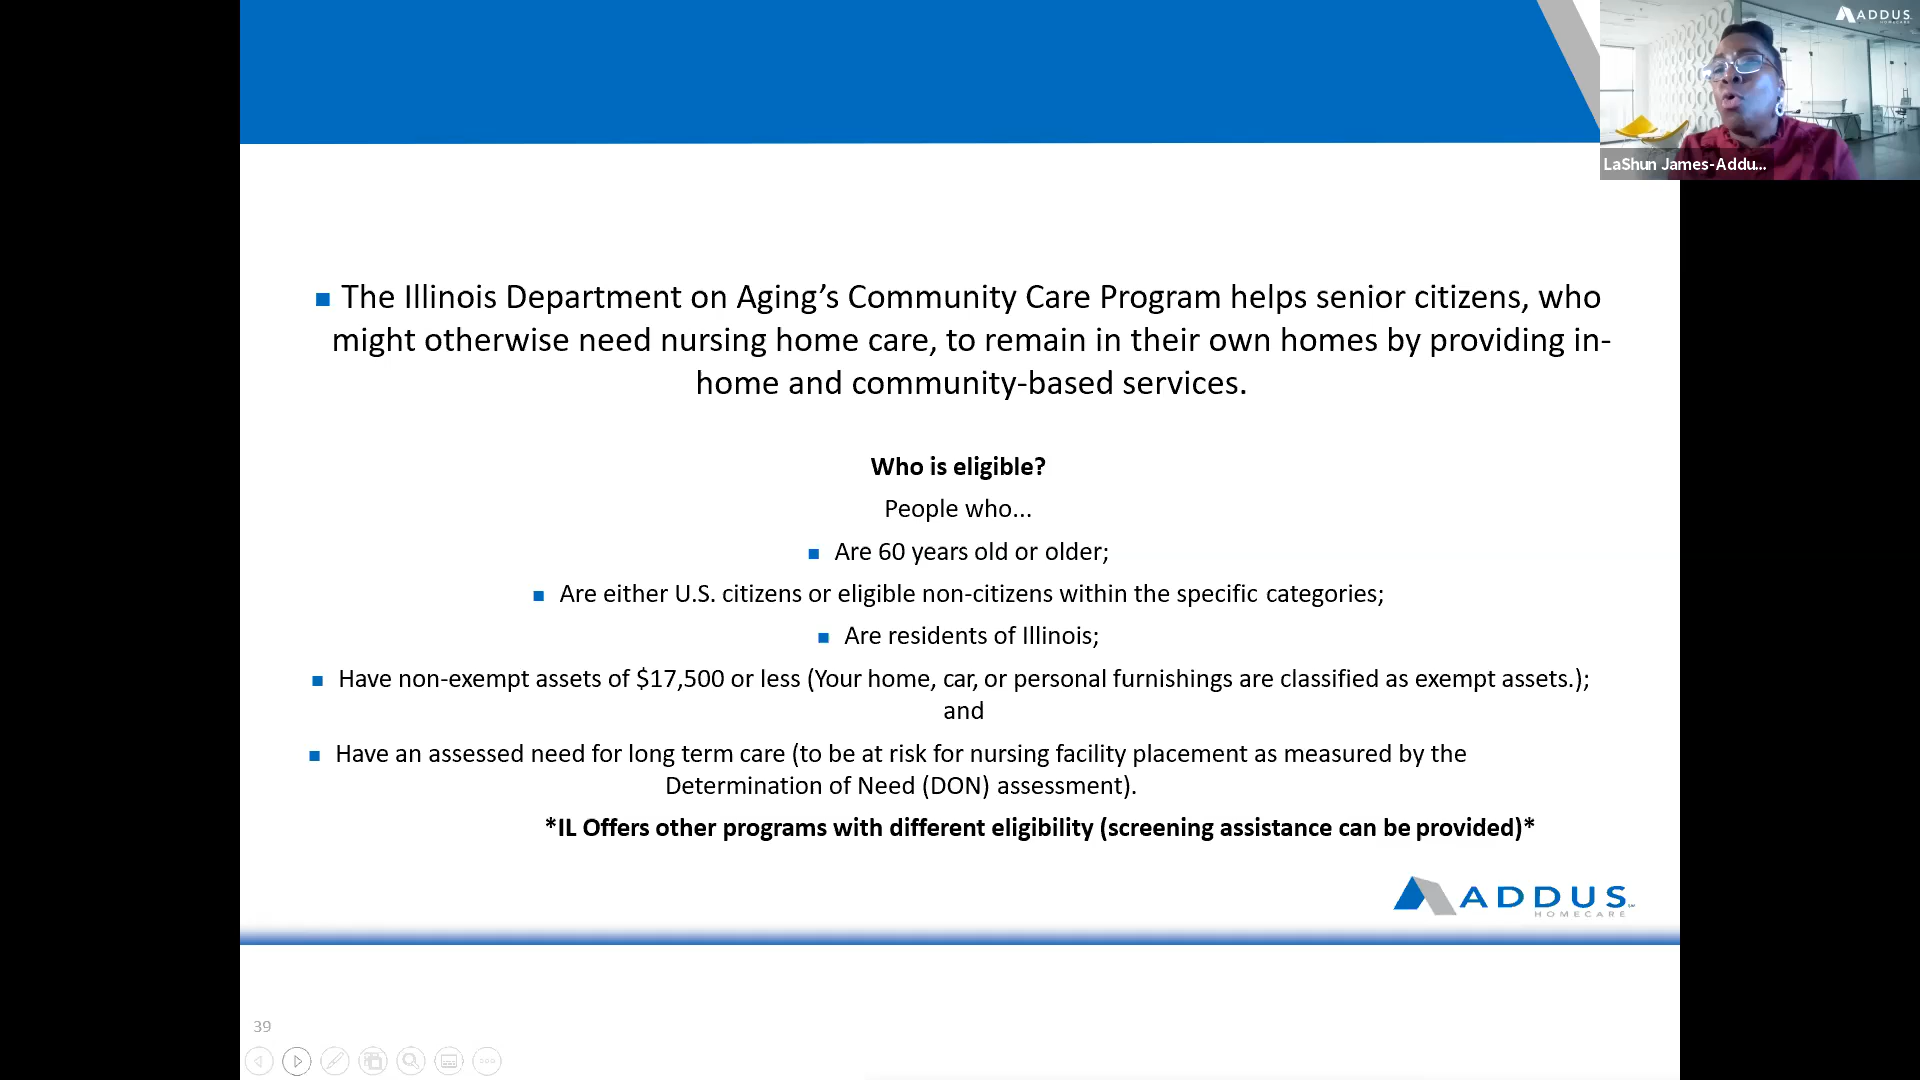 ADDUS
HOMECARE
LaShun James-Addu...
■ The Illinois Department on Aging’s Community Care Program helps senior citizens, who
might otherwise need nursing home care, to remain in their own homes by providing in-
home and community-based services.
Who is eligible?
People who...
■ Are 60 years old or older;
■ Are either U.S. citizens or eligible non-citizens within the specific categories;
■ Are residents of Illinois;
■ Have non-exempt assets of $17,500 or less (Your home, car, or personal furnishings are classified as exempt assets.);
and
■ Have an assessed need for long term care (to be at risk for nursing facility placement as measured by the
Determination of Need (DON) assessment).
*IL Offers other programs with different eligibility (screening assistance can be provided)*
ADDUS
HOMECARE
39